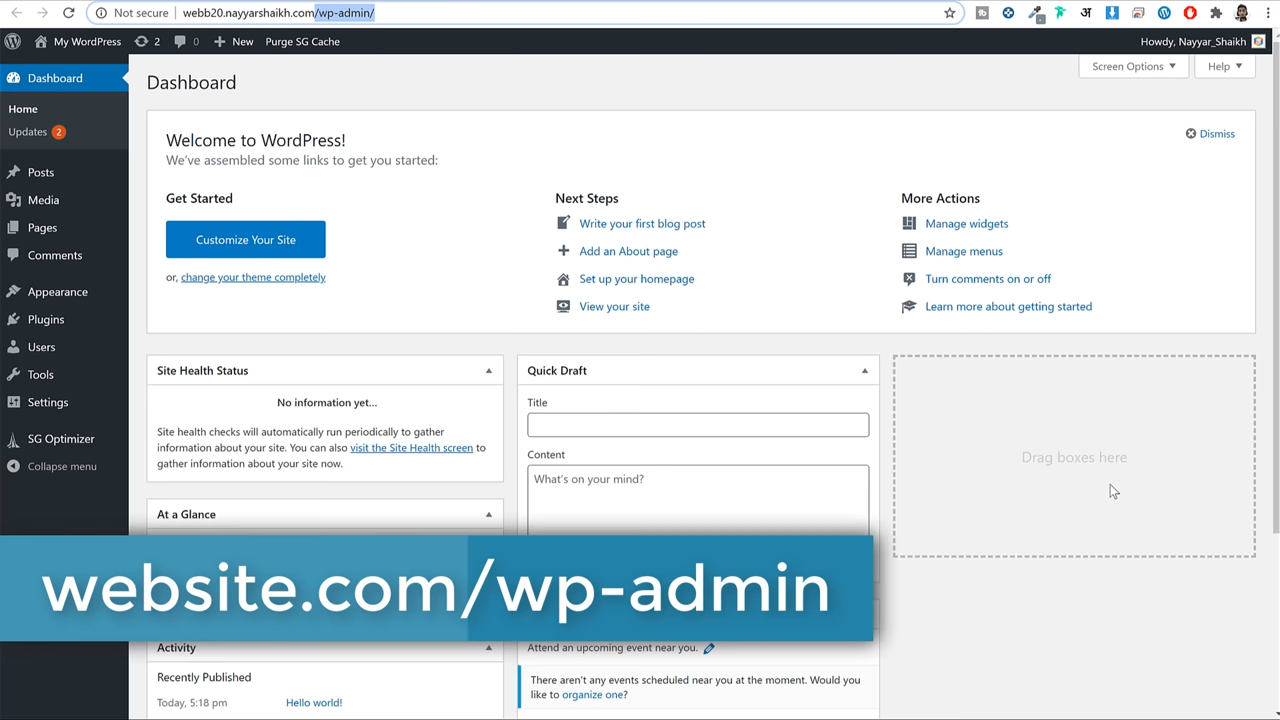 Not secure webb20.nayyarshaikh.com/wp-admin/
My WordPress 2 0 New Purge SG Cache Howdy, Nayyar_Shaikh
Dashboard
Home
Updates 2
Posts
Media
Pages
Comments
Appearance
Plugins
Users
Tools
Settings
SG Optimizer
Collapse menu
Dashboard
Screen Options Help
Welcome to WordPress!
We've assembled some links to get you started:
Dismiss
Get Started
Customize Your Site
or, change your theme completely
Next Steps
Write your first blog post
Add an About page
Set up your homepage
View your site
More Actions
Manage widgets
Manage menus
Turn comments on or off
Learn more about getting started
Site Health Status
No information yet...
Site health checks will automatically run periodically to gather
information about your site. You can also visit the Site Health screen to
gather information about your site now.
At a Glance
Quick Draft
Title
Content
What's on your mind?
Drag boxes here
website.com/wp-admin
Activity
Recently Published
Today, 5:18 pm Hello world!
Attend an upcoming event near you.
There aren't any events scheduled near you at the moment. Would you
like to organize one?